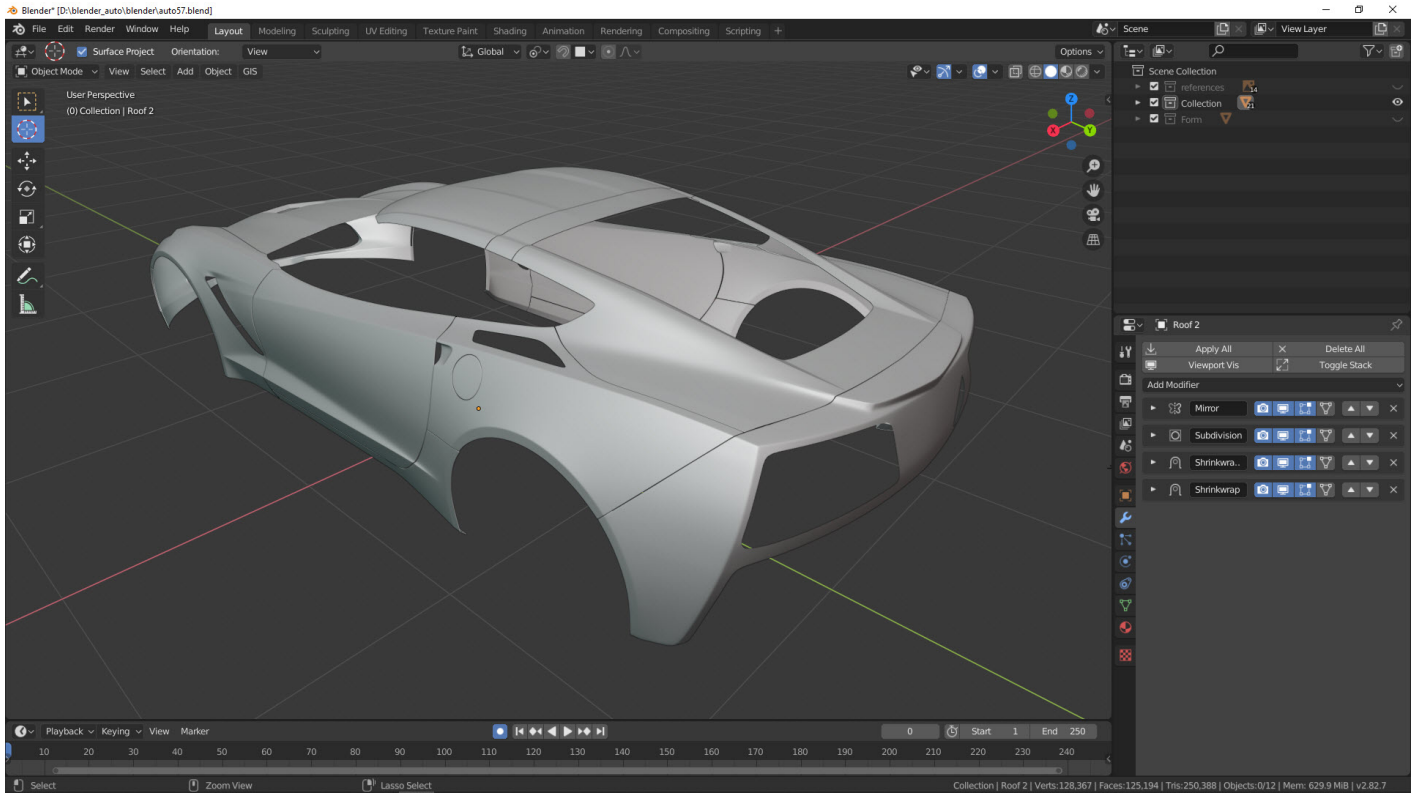 Blender* [D:\blender_auto\blender\auto57.blend]
File Edit Render Window Help Layout Modeling Sculpting UV Editing Texture Paint Shading Animation Rendering Compositing Scripting + Scene View Layer
Surface Project Orientation: View Global Options
Object Mode View Select Add Object GIS
User Perspective
(0) Collection | Roof 2
Z
X Y
Scene Collection
references 14
Collection 21
Form
Roof 2
Apply All Delete All
Viewport Vis Toggle Stack
Add Modifier
Mirror
Subdivision
Shrinkwra..
Shrinkwrap
Playback Keying View Marker 0 Start 1 End 250
10 20 30 40 50 60 70 80 90 100 110 120 130 140 150 160 170 180 190 200 210 220 230 240
Select Zoom View Lasso Select Collection | Roof 2 | Verts:128,367 | Faces:125,194 | Tris:250,388 | Objects:0/12 | Mem: 629.9 MiB | v2.82.7